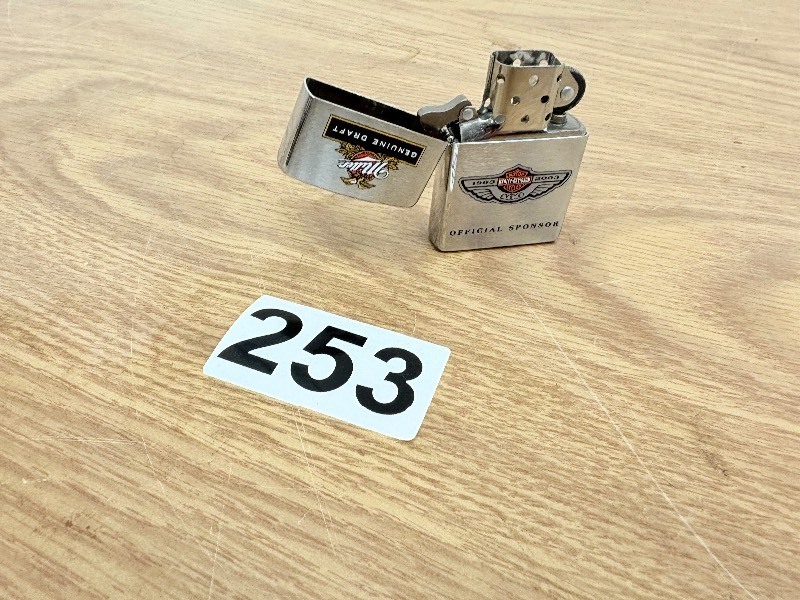 Miller
GENUINE DRAFT
1903 HARLEY-DAVIDSON 2003
OFFICIAL SPONSOR
253